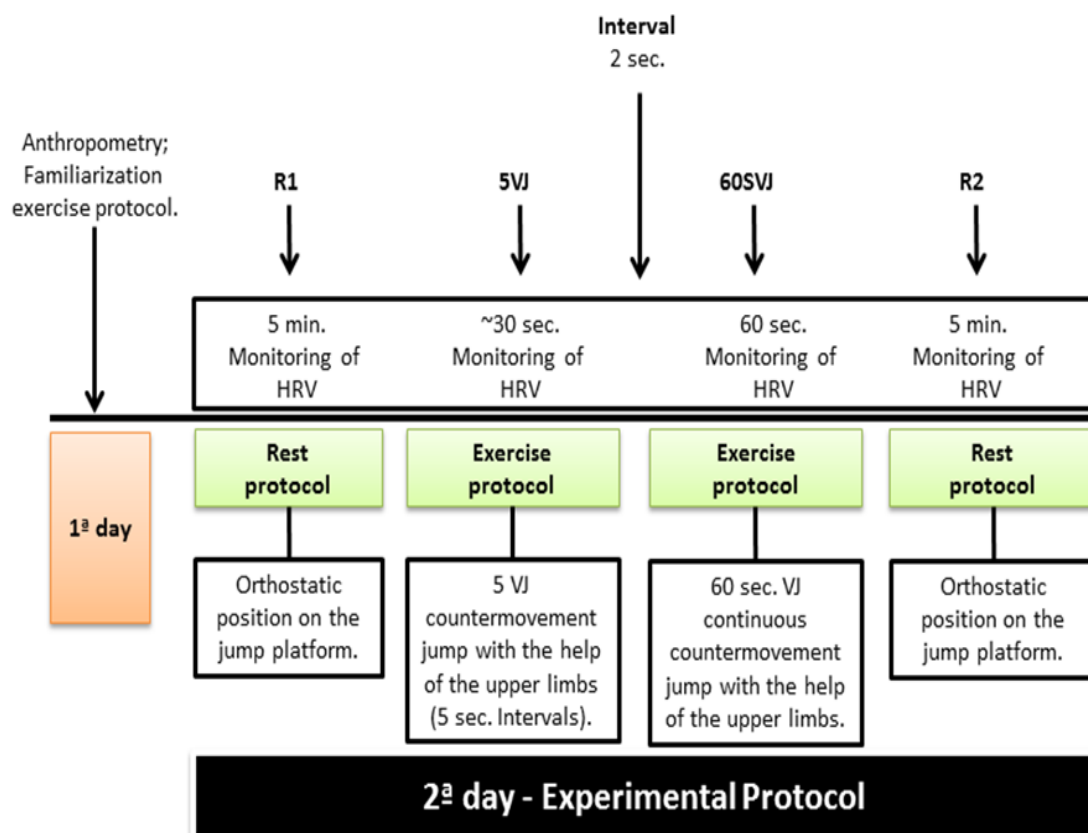 Interval
2 sec.
Anthropometry;
Familiarization
exercise protocol.
R1
5VJ
60SVJ
R2
5 min.
Monitoring of
HRV
~30 sec.
Monitoring of
HRV
60 sec.
Monitoring of
HRV
5 min.
Monitoring of
HRV
1ª day
Rest
protocol
Exercise
protocol
Exercise
protocol
Rest
protocol
Orthostatic
position on the
jump platform.
5 VJ
countermovement
jump with the help
of the upper limbs
(5 sec. Intervals).
60 sec. VJ
continuous
countermovement
jump with the help
of the upper limbs.
Orthostatic
position on the
jump platform.
2ª day - Experimental Protocol